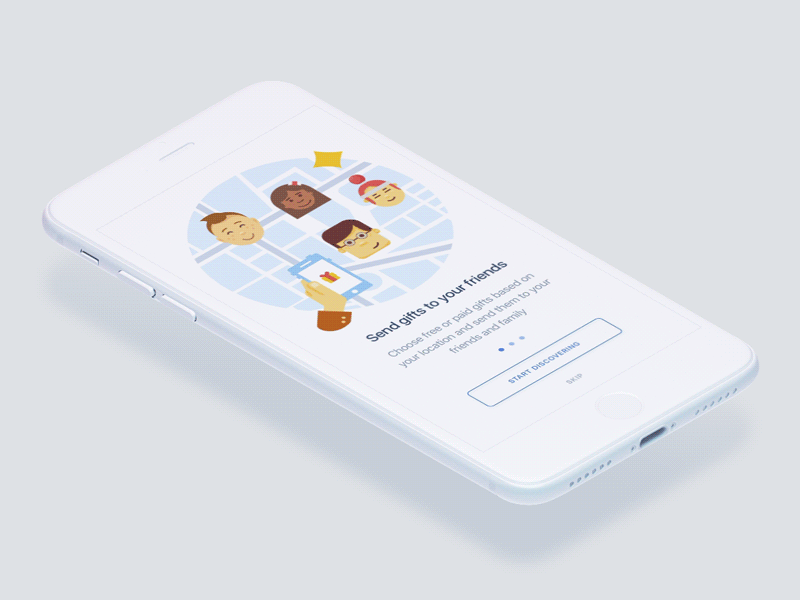 Send gifts to your friends
Choose free or paid gifts based on
your location and send them to your
friends and family
START DISCOVERING
SKIP